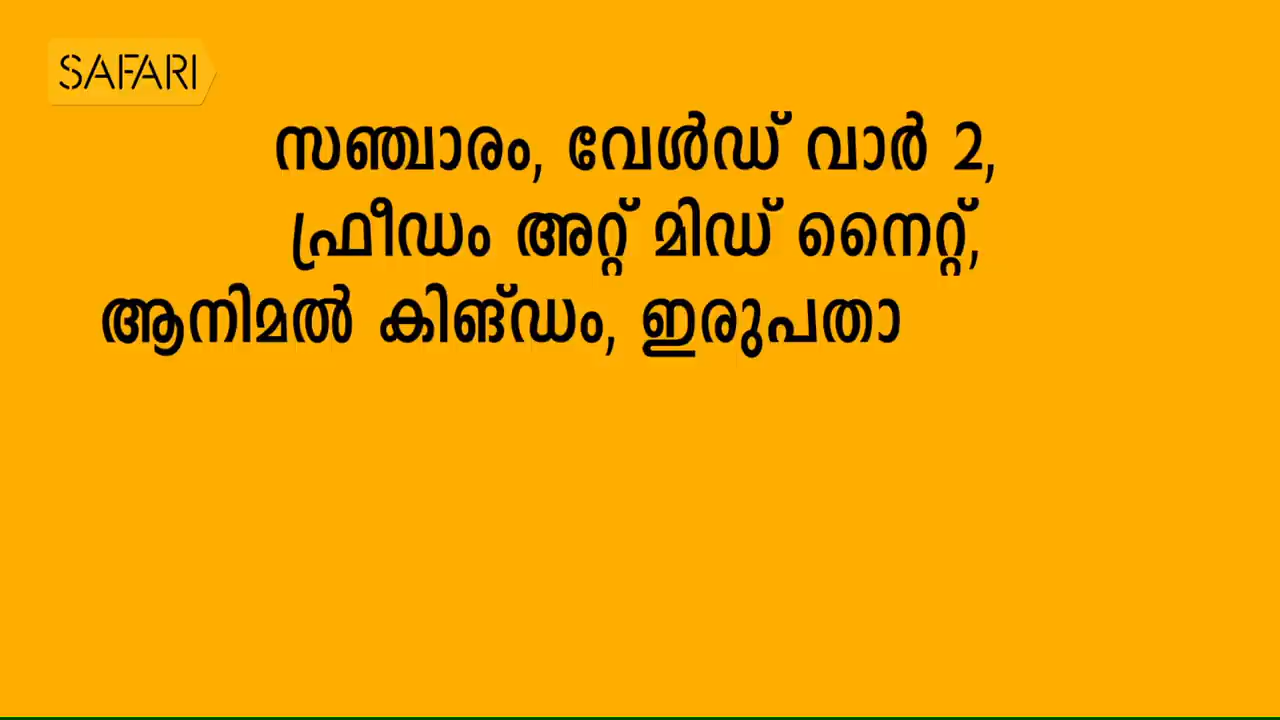 SAFARI
സഞ്ചാരം, വേൾഡ് വാർ 2,
ഫ്രീഡം അറ്റ് മിഡ് നൈറ്റ്,
ആനിമൽ കിങ്ഡം, ഇരുപതാ